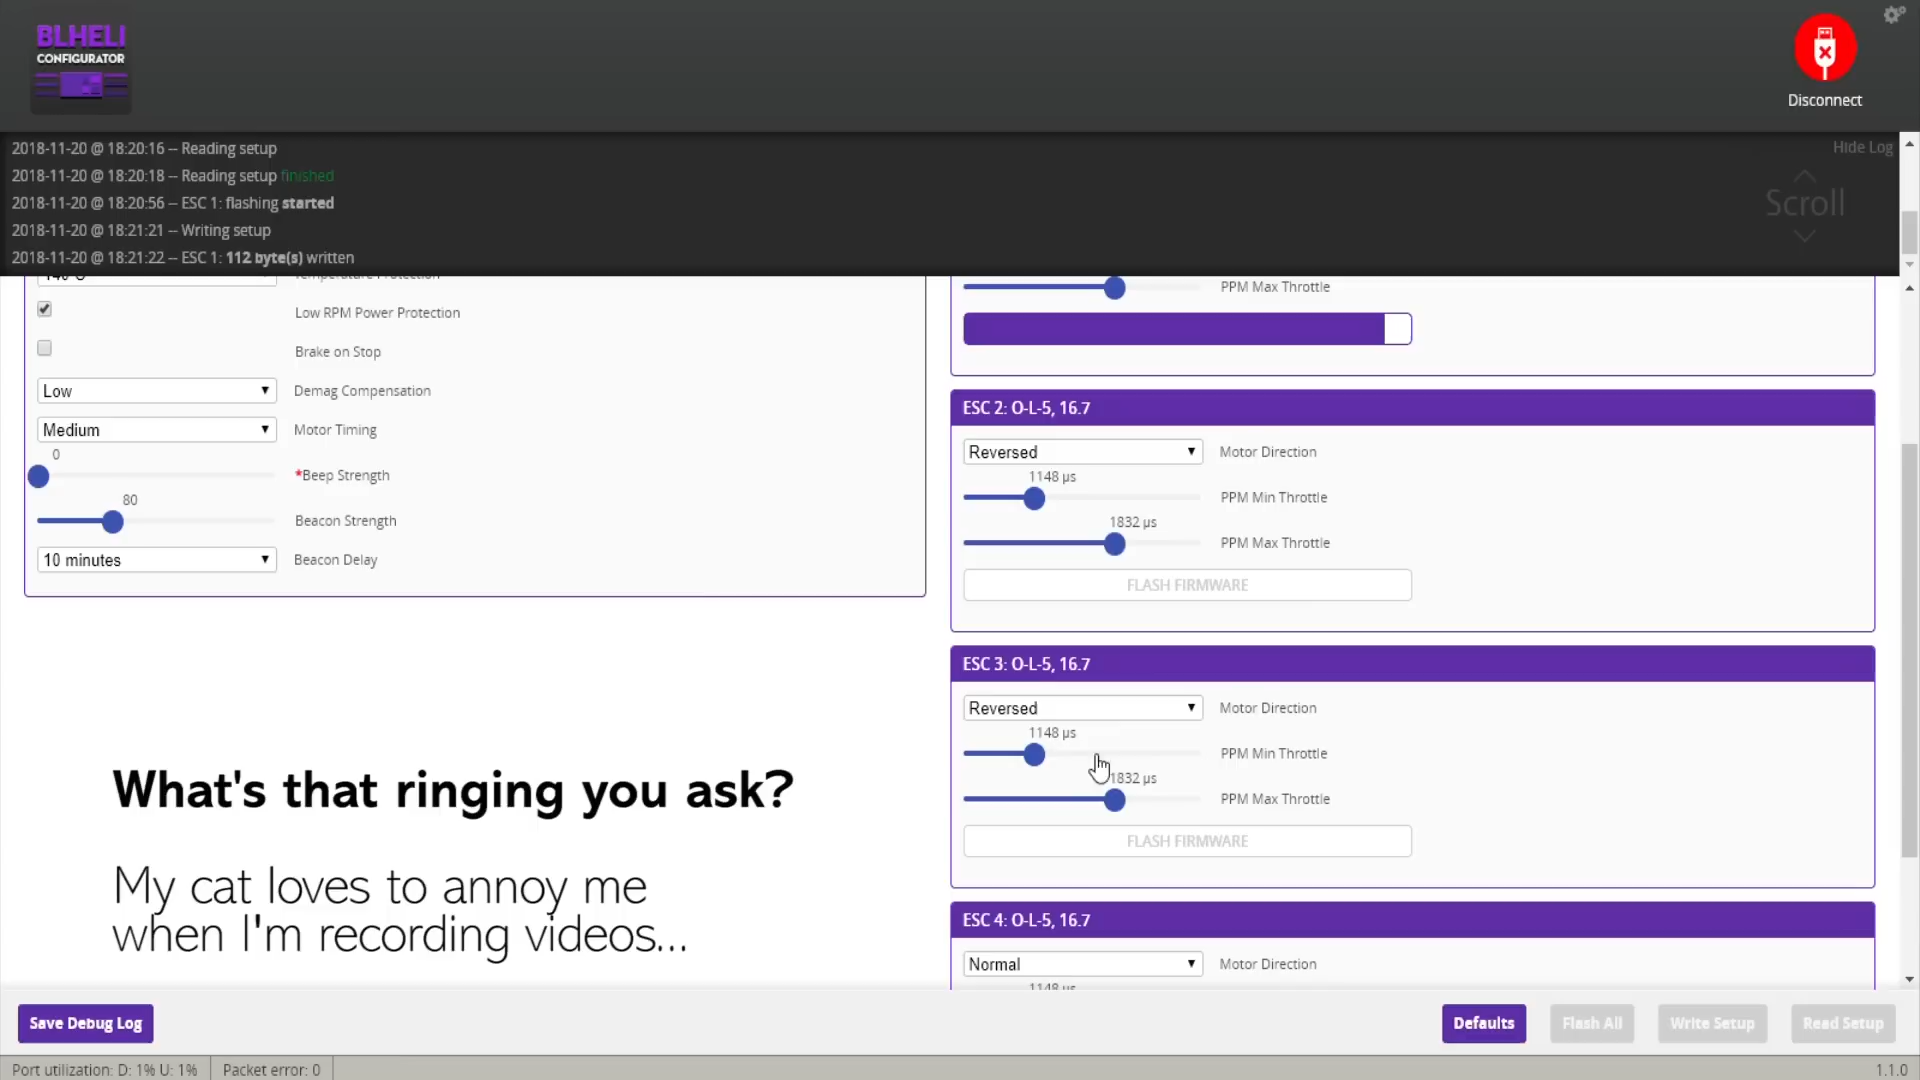 BLHELI
CONFIGURATOR
Disconnect
2018-11-20 @ 18:20:16 -- Reading setup
2018-11-20 @ 18:20:18 -- Reading setup finished
2018-11-20 @ 18:20:56 -- ESC 1: flashing started
2018-11-20 @ 18:21:21 -- Writing setup
2018-11-20 @ 18:21:22 -- ESC 1: 112 byte(s) written
Hide Log
Scroll
Temperature Protection
Low RPM Power Protection
Brake on Stop
Low Demag Compensation
Medium Motor Timing
0
*Beep Strength
80
Beacon Strength
10 minutes Beacon Delay
What's that ringing you ask?
My cat loves to annoy me
when I'm recording videos...
PPM Max Throttle
ESC 2: O-L-5, 16.7
Reversed Motor Direction
1148 µs
PPM Min Throttle
1832 µs
PPM Max Throttle
FLASH FIRMWARE
ESC 3: O-L-5, 16.7
Reversed Motor Direction
1148 µs
PPM Min Throttle
1832 µs
PPM Max Throttle
FLASH FIRMWARE
ESC 4: O-L-5, 16.7
Normal Motor Direction
1148 µs
Save Debug Log
Defaults Flash All Write Setup Read Setup
Port utilization: D: 1% U: 1% Packet error: 0 1.1.0